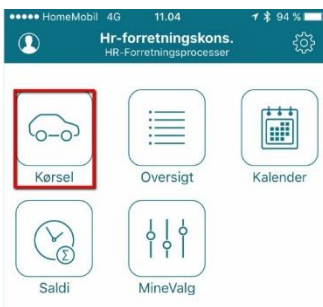 HomeMobil 4G 11.04 94 %
Hr-forretningskons.
HR-Forretningsprocesser
Kørsel Oversigt Kalender
Σ
Saldi MineValg